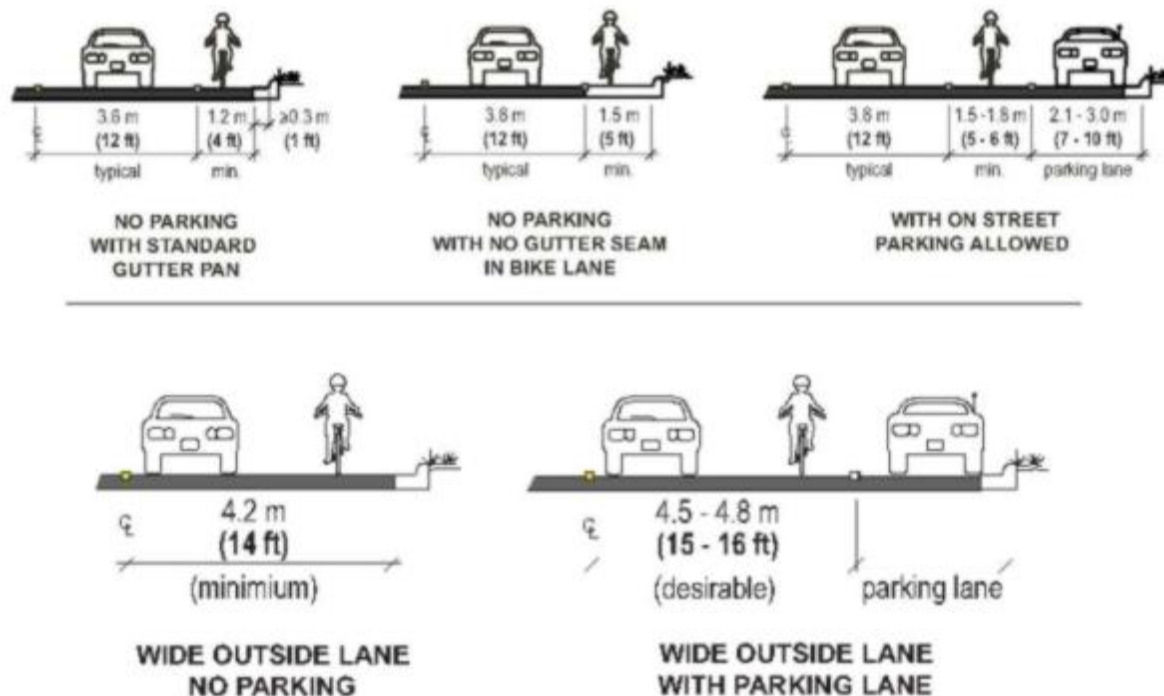 3.6 m 1.2 m ≥0.3 m
(12 ft) (4 ft) (1 ft)
typical min.
NO PARKING
WITH STANDARD
GUTTER PAN
3.6 m 1.5 m
(12 ft) (5 ft)
typical min.
NO PARKING
WITH NO GUTTER SEAM
IN BIKE LANE
3.6 m 1.5 -1.8 m 2.1 - 3.0 m
(12 ft) (5 - 6 ft) (7 - 10 ft)
typical min. parking lane
WITH ON STREET
PARKING ALLOWED
℄ 4.2 m
(14 ft)
(minimium)
WIDE OUTSIDE LANE
NO PARKING
℄ 4.5 - 4.8 m
(15 - 16 ft)
(desirable) parking lane
WIDE OUTSIDE LANE
WITH PARKING LANE